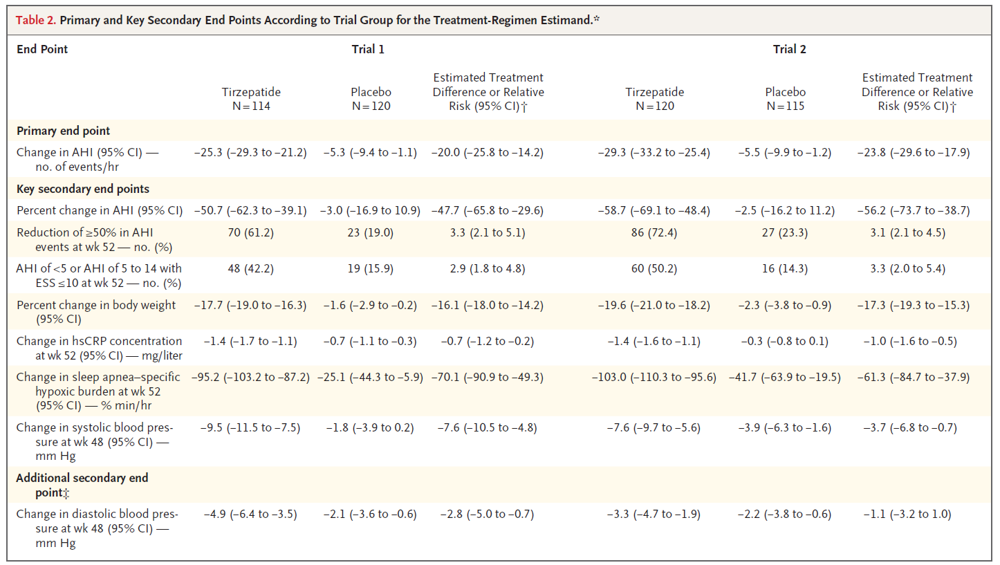 Table 2. Primary and Key Secondary End Points According to Trial Group for the Treatment-Regimen Estimand.*
End Point Trial 1 Trial 2
Tirzepatide N=114 Placebo N=120 Estimated Treatment Difference or Relative Risk (95% CI)† Tirzepatide N=120 Placebo N=115 Estimated Treatment Difference or Relative Risk (95% CI)†
Primary end point
Change in AHI (95% CI) — −25.3 (−29.3 to −21.2) −5.3 (−9.4 to −1.1) −20.0 (−25.8 to −14.2) −29.3 (−33.2 to −25.4) −5.5 (−9.9 to −1.2) −23.8 (−29.6 to −17.9)
no. of events/hr
Key secondary end points
Percent change in AHI (95% CI) −50.7 (−62.3 to −39.1) −3.0 (−16.9 to 10.9) −47.7 (−65.8 to −29.6) −58.7 (−69.1 to −48.4) −2.5 (−16.2 to 11.2) −56.2 (−73.7 to −38.7)
Reduction of ≥50% in AHI 70 (61.2) 23 (19.0) 3.3 (2.1 to 5.1) 86 (72.4) 27 (23.3) 3.1 (2.1 to 4.5)
events at wk 52 — no. (%)
AHI of <5 or AHI of 5 to 14 with 48 (42.2) 19 (15.9) 2.9 (1.8 to 4.8) 60 (50.2) 16 (14.3) 3.3 (2.0 to 5.4)
ESS ≤10 at wk 52 — no. (%)
Percent change in body weight −17.7 (−19.0 to −16.3) −1.6 (−2.9 to −0.2) −16.1 (−18.0 to −14.2) −19.6 (−21.0 to −18.2) −2.3 (−3.8 to −0.9) −17.3 (−19.3 to −15.3)
(95% CI)
Change in hsCRP concentration −1.4 (−1.7 to −1.1) −0.7 (−1.1 to −0.3) −0.7 (−1.2 to −0.2) −1.4 (−1.6 to −1.1) −0.3 (−0.8 to 0.1) −1.0 (−1.6 to −0.5)
at wk 52 (95% CI) — mg/liter
Change in sleep apnea–specific −95.2 (−103.2 to −87.2) −25.1 (−44.3 to −5.9) −70.1 (−90.9 to −49.3) −103.0 (−110.3 to −95.6) −41.7 (−63.9 to −19.5) −61.3 (−84.7 to −37.9)
hypoxic burden at wk 52
(95% CI) — % min/hr
Change in systolic blood pres- −9.5 (−11.5 to −7.5) −1.8 (−3.9 to 0.2) −7.6 (−10.5 to −4.8) −7.6 (−9.7 to −5.6) −3.9 (−6.3 to −1.6) −3.7 (−6.8 to −0.7)
sure at wk 48 (95% CI) —
mm Hg
Additional secondary end
point‡
Change in diastolic blood pres- −4.9 (−6.4 to −3.5) −2.1 (−3.6 to −0.6) −2.8 (−5.0 to −0.7) −3.3 (−4.7 to −1.9) −2.2 (−3.8 to −0.6) −1.1 (−3.2 to 1.0)
sure at wk 48 (95% CI) —
mm Hg